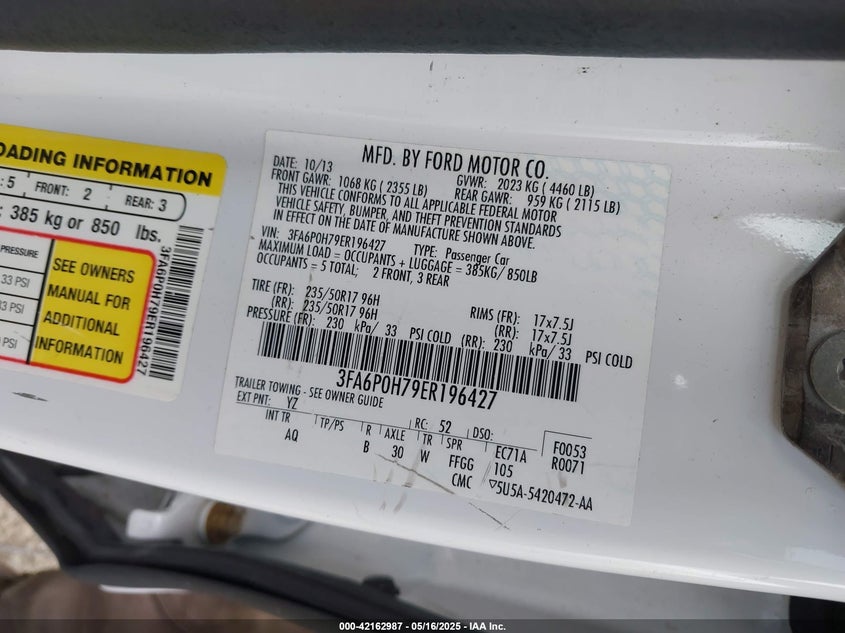 OADING INFORMATION
: 5 FRONT: 2 REAR: 3
: 385 kg or 850 lbs.
PRESSURE
33 PSI
33 PSI
PSI
SEE OWNERS
MANUAL FOR
ADDITIONAL
INFORMATION
3FA6P0H79ER196427
MFD. BY FORD MOTOR CO.
DATE: 10/13 GVWR: 2023 KG ( 4460 LB)
FRONT GAWR: 1068 KG ( 2355 LB) REAR GAWR: 959 KG ( 2115 LB)
THIS VEHICLE CONFORMS TO ALL APPLICABLE FEDERAL MOTOR
VEHICLE SAFETY, BUMPER, AND THEFT PREVENTION STANDARDS
IN EFFECT ON THE DATE OF MANUFACTURE SHOWN ABOVE.
VIN: 3FA6P0H79ER196427 TYPE: Passenger Car
MAXIMUM LOAD = OCCUPANTS + LUGGAGE = 385KG/ 850LB
OCCUPANTS = 5 TOTAL; 2 FRONT, 3 REAR
TIRE (FR): 235/50R17 96H RIMS (FR): 17x7.5J
(RR): 235/50R17 96H (RR): 17x7.5J
PRESSURE (FR): 230 kPa/ 33 PSI COLD (RR): 230 kPa/ 33 PSI COLD
3FA6P0H79ER196427
TRAILER TOWING - SEE OWNER GUIDE
EXT PNT: YZ RC: 52 DSO:
INT TR TP/PS R AXLE TR SPR EC71A F0053
AQ B 30 W FFGG 105 R0071
CMC ▽5U5A-5420472-AA
000-42162987 - 05/16/2025 - IAA Inc.